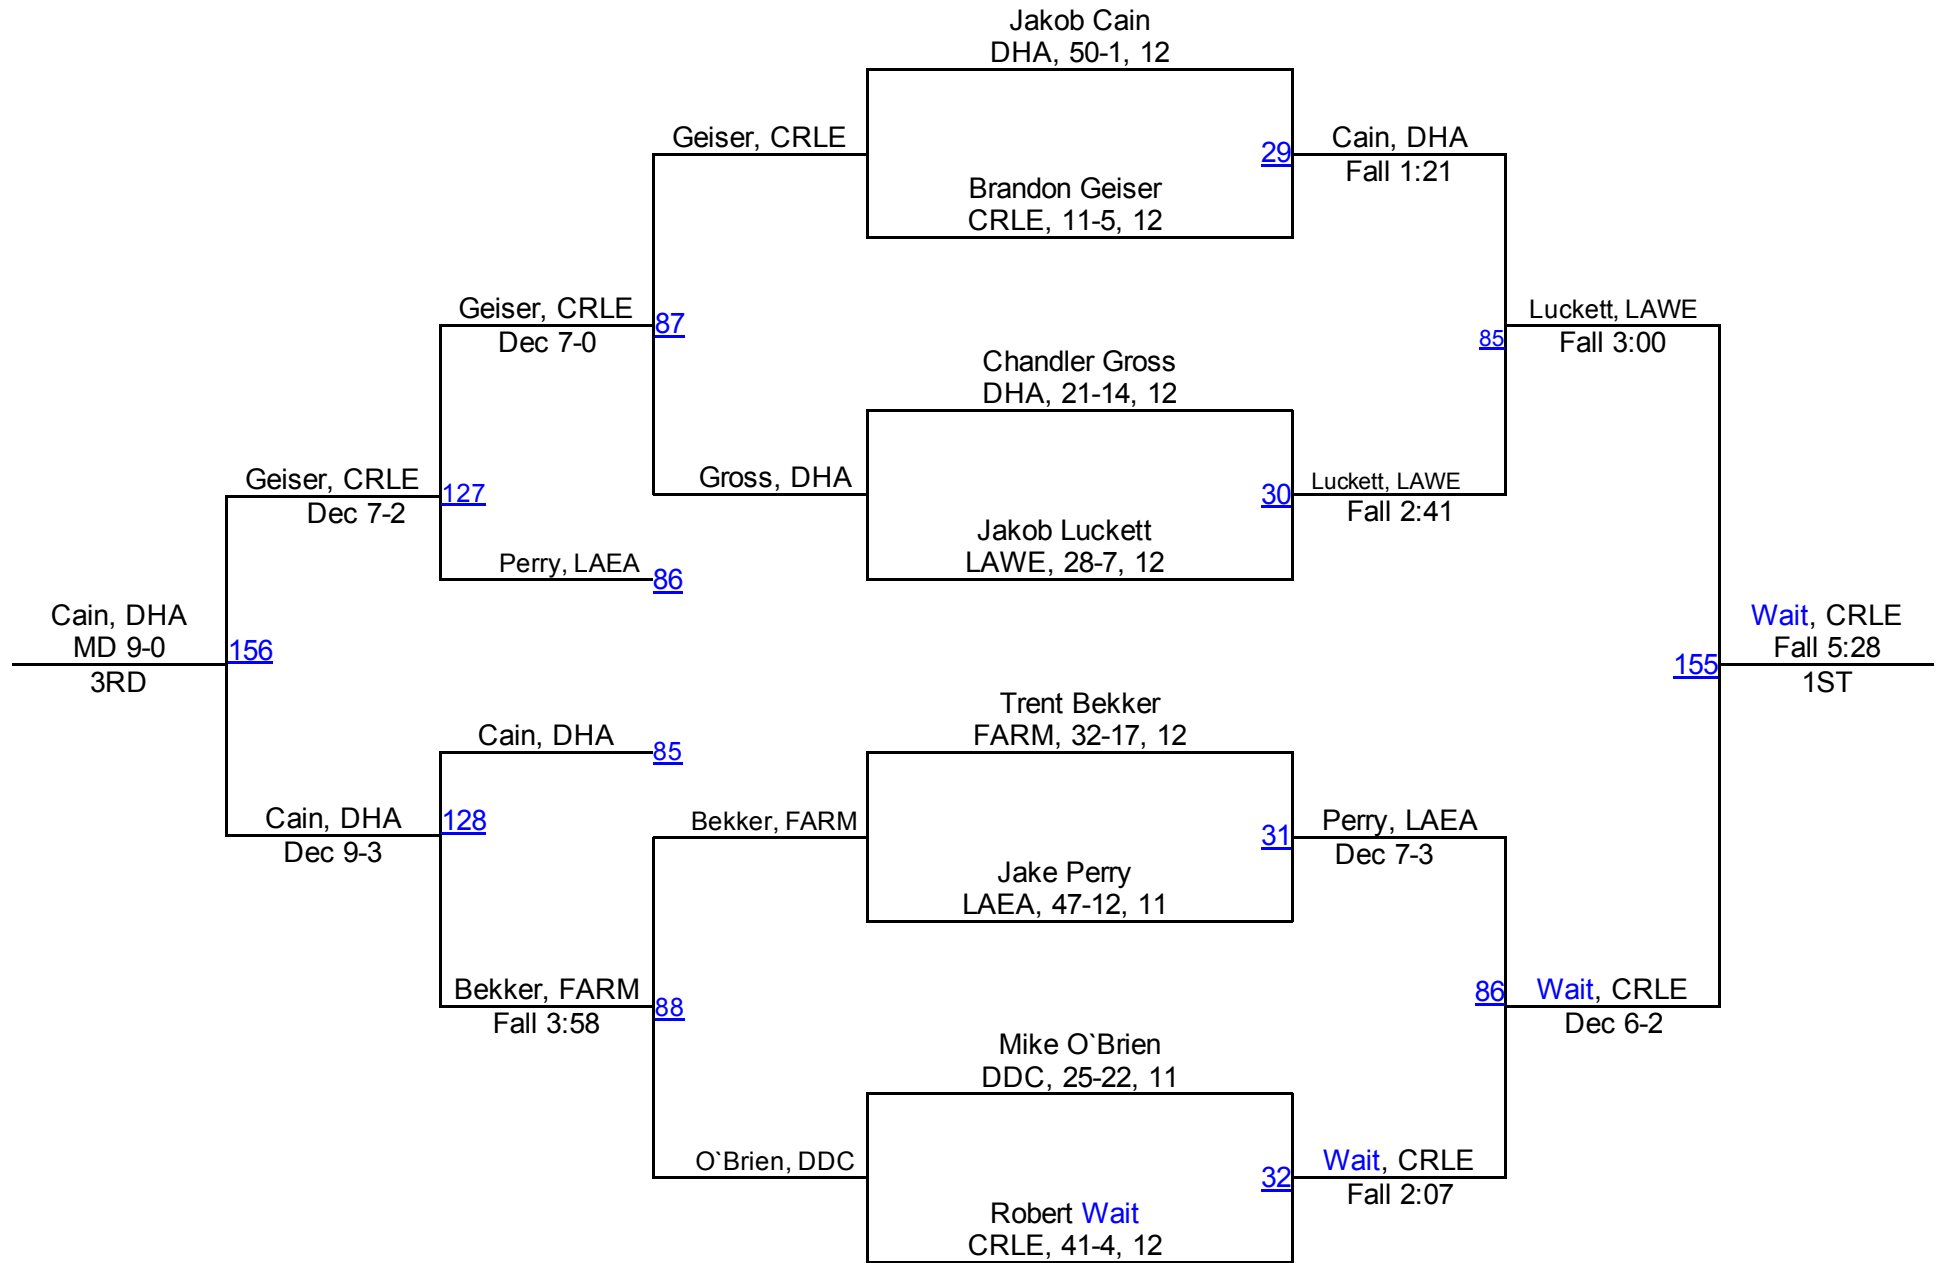 Jakob Cain
DHA, 50-1, 12
Geiser, CRLE
29
Cain, DHA
Fall 1:21
Brandon Geiser
CRLE, 11-5, 12
Geiser, CRLE
Dec 7-0
87
Luckett, LAWE
Fall 3:00
85
Chandler Gross
DHA, 21-14, 12
Geiser, CRLE
Dec 7-2
127
Gross, DHA
30
Luckett, LAWE
Fall 2:41
Jakob Luckett
LAWE, 28-7, 12
Perry, LAEA
86
Cain, DHA
MD 9-0
3RD
156
155
Wait, CRLE
Fall 5:28
1ST
Trent Bekker
FARM, 32-17, 12
Cain, DHA
85
Cain, DHA
Dec 9-3
128
Bekker, FARM
31
Perry, LAEA
Dec 7-3
Jake Perry
LAEA, 47-12, 11
Bekker, FARM
Fall 3:58
88
86
Wait, CRLE
Dec 6-2
Mike O`Brien
DDC, 25-22, 11
O`Brien, DDC
32
Wait, CRLE
Fall 2:07
Robert Wait
CRLE, 41-4, 12